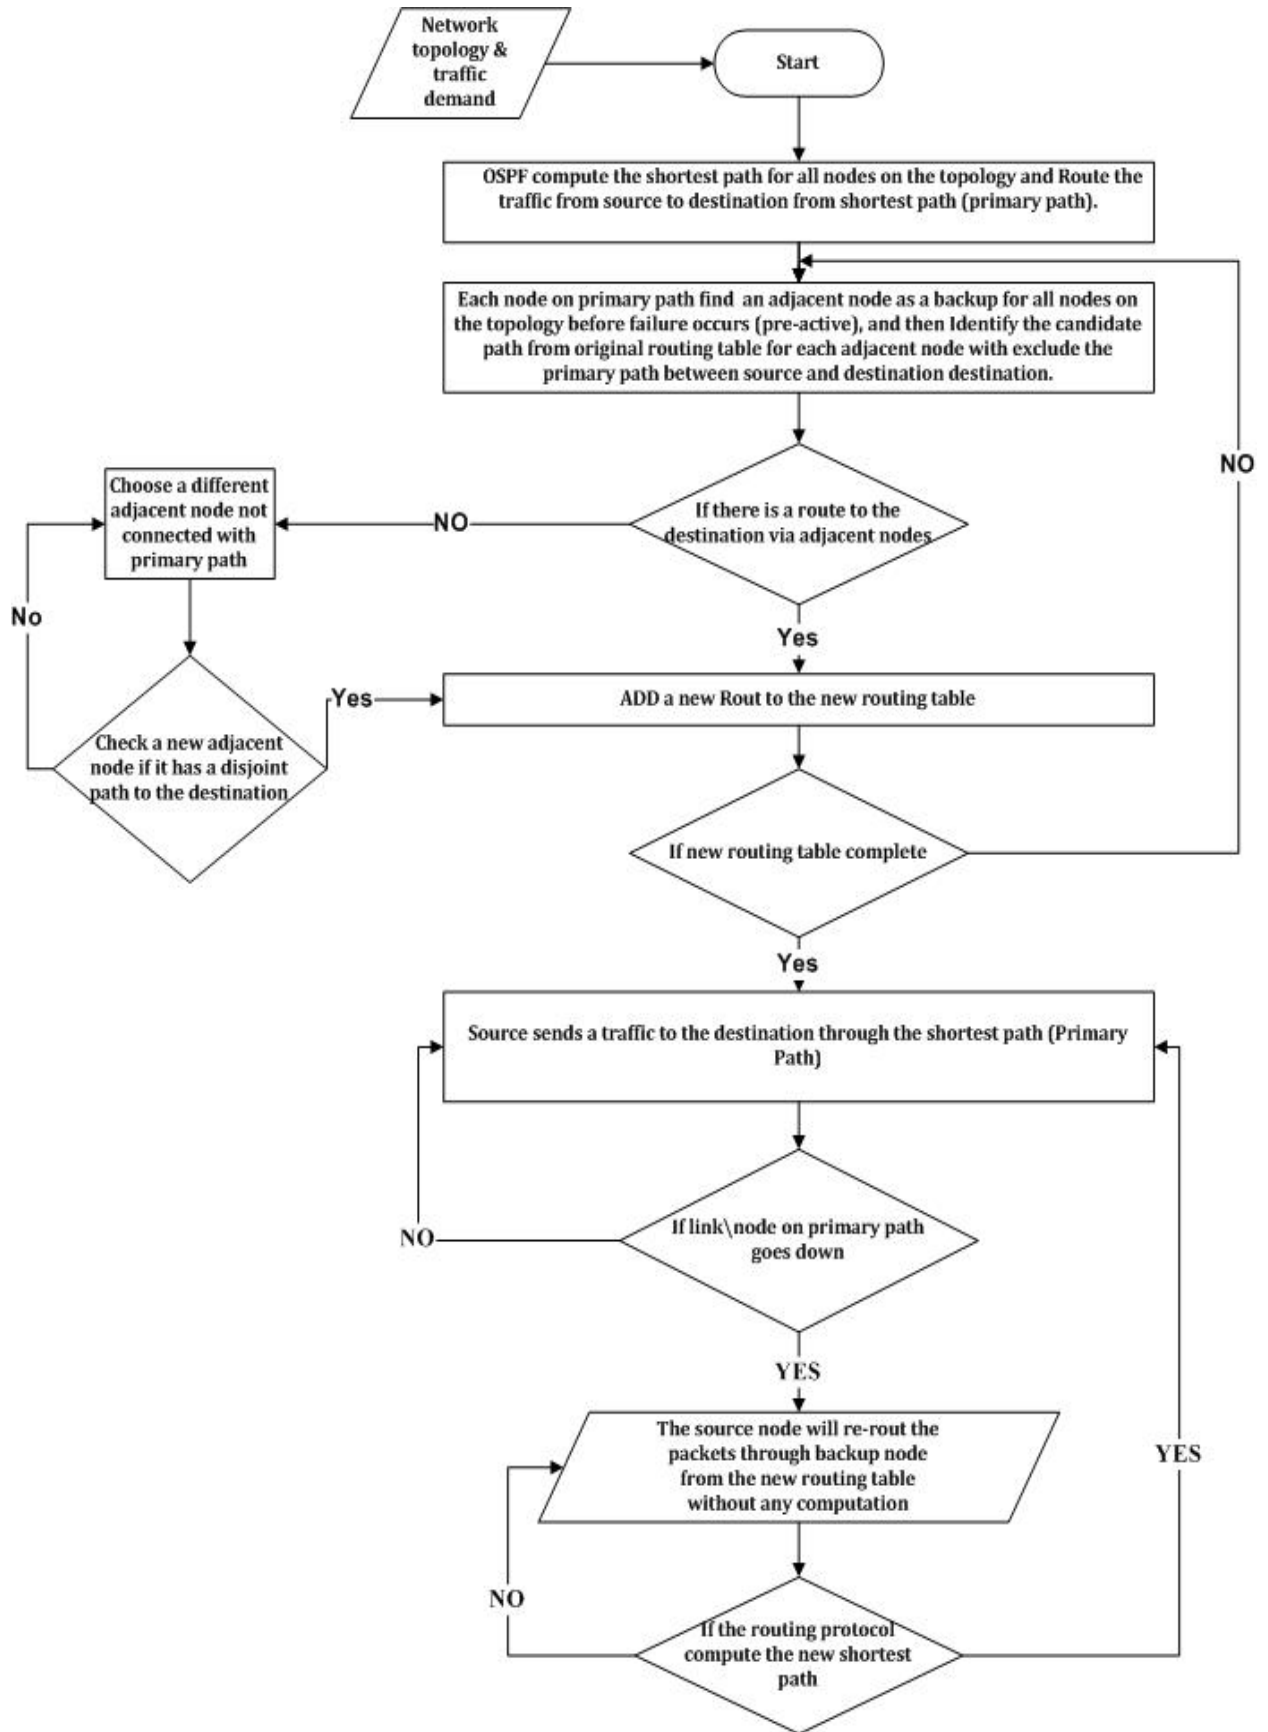 Network
topology &
traffic
demand
Start
OSPF compute the shortest path for all nodes on the topology and Route the
traffic from source to destination from shortest path (primary path).
Each node on primary path find an adjacent node as a backup for all nodes on
the topology before failure occurs (pre-active), and then Identify the candidate
path from original routing table for each adjacent node with exclude the
primary path between source and destination destination.
NO
If there is a route to the
destination via adjacent nodes
NO
Choose a different
adjacent node not
connected with
primary path
No
Yes
Check a new adjacent
node if it has a disjoint
path to the destination
Yes
ADD a new Rout to the new routing table
If new routing table complete
Yes
Source sends a traffic to the destination through the shortest path (Primary
Path)
If link\node on primary path
goes down
NO
YES
The source node will re-rout the
packets through backup node
from the new routing table
without any computation
YES
NO
If the routing protocol
compute the new shortest
path